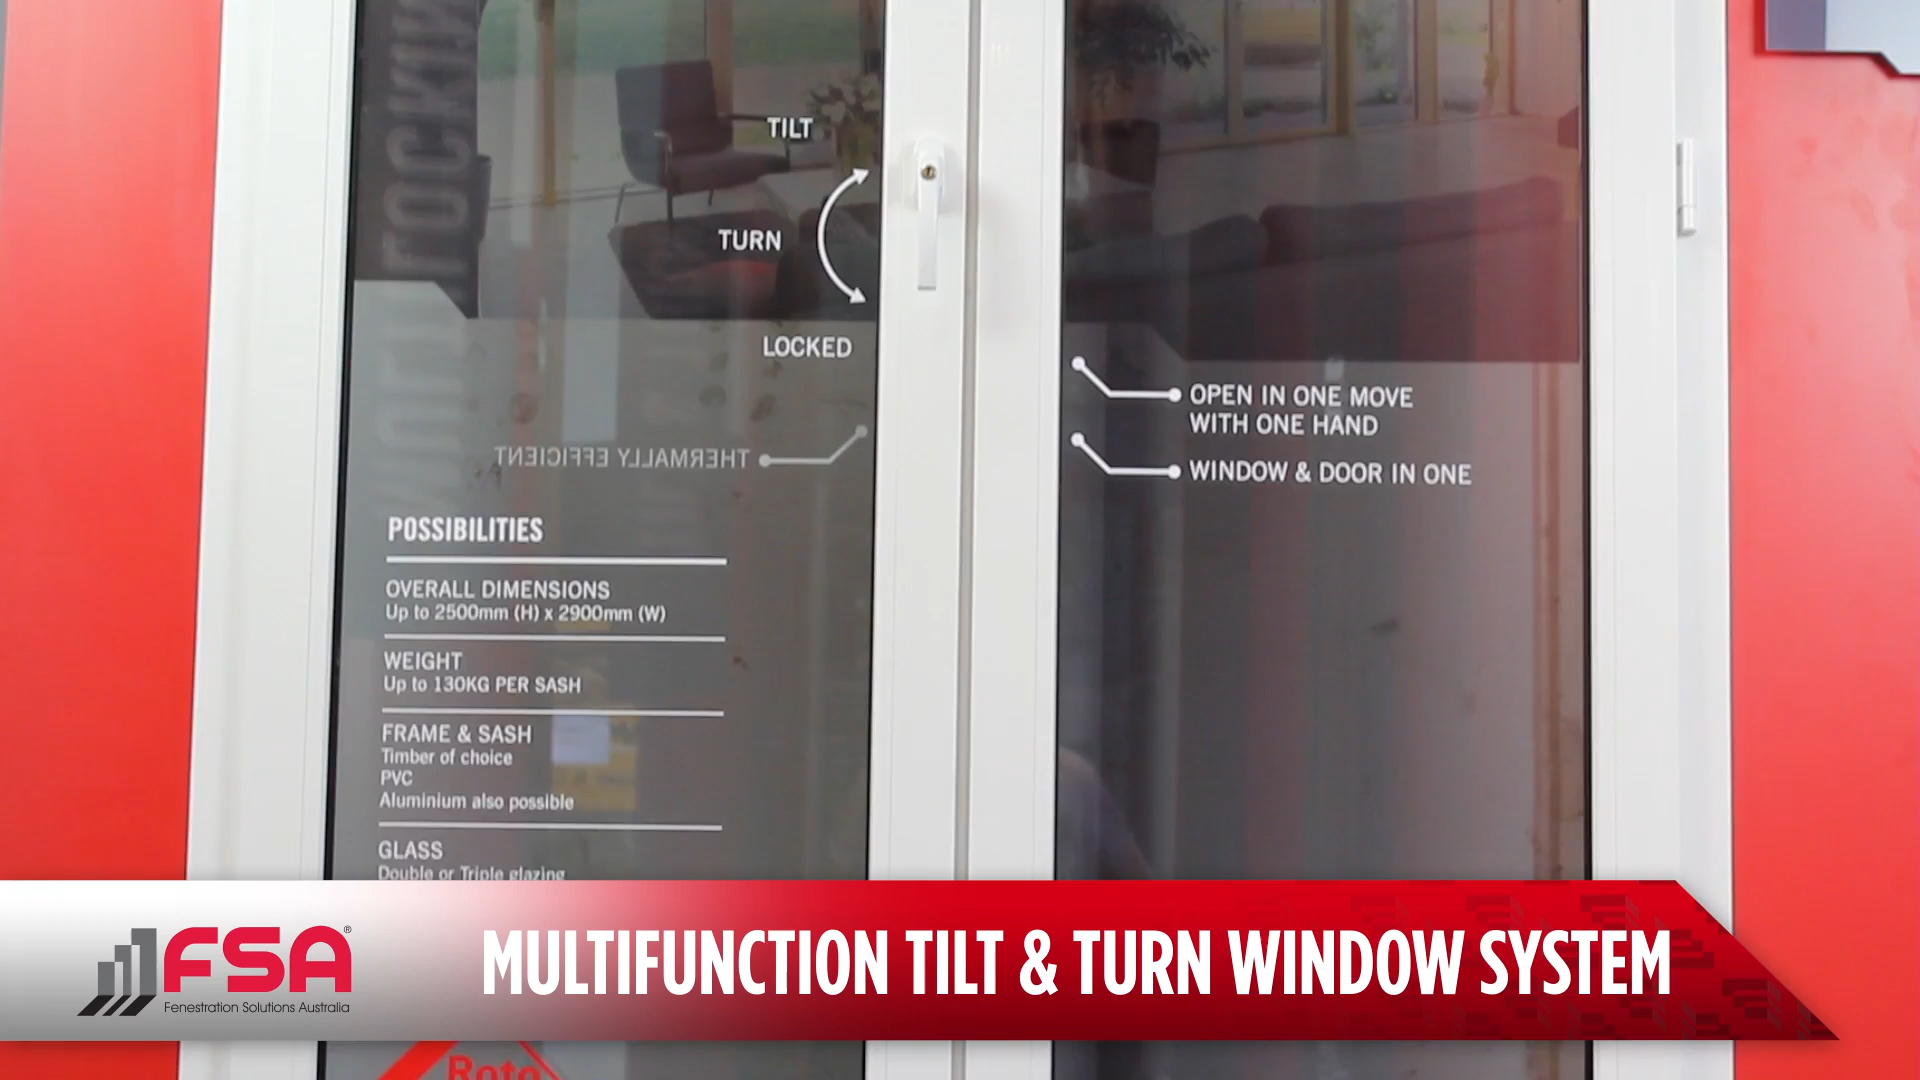 TILT
TURN
LOCKED
THERMALLY EFFICIENT
OPEN IN ONE MOVE
WITH ONE HAND
WINDOW & DOOR IN ONE
POSSIBILITIES
OVERALL DIMENSIONS
Up to 2500mm (H) x 2900mm (W)
WEIGHT
Up to 130KG PER SASH
FRAME & SASH
Timber of choice
PVC
Aluminium also possible
GLASS
Double or Triple glazing
FSA®
Fenestration Solutions Australia
MULTIFUNCTION TILT & TURN WINDOW SYSTEM
Roto